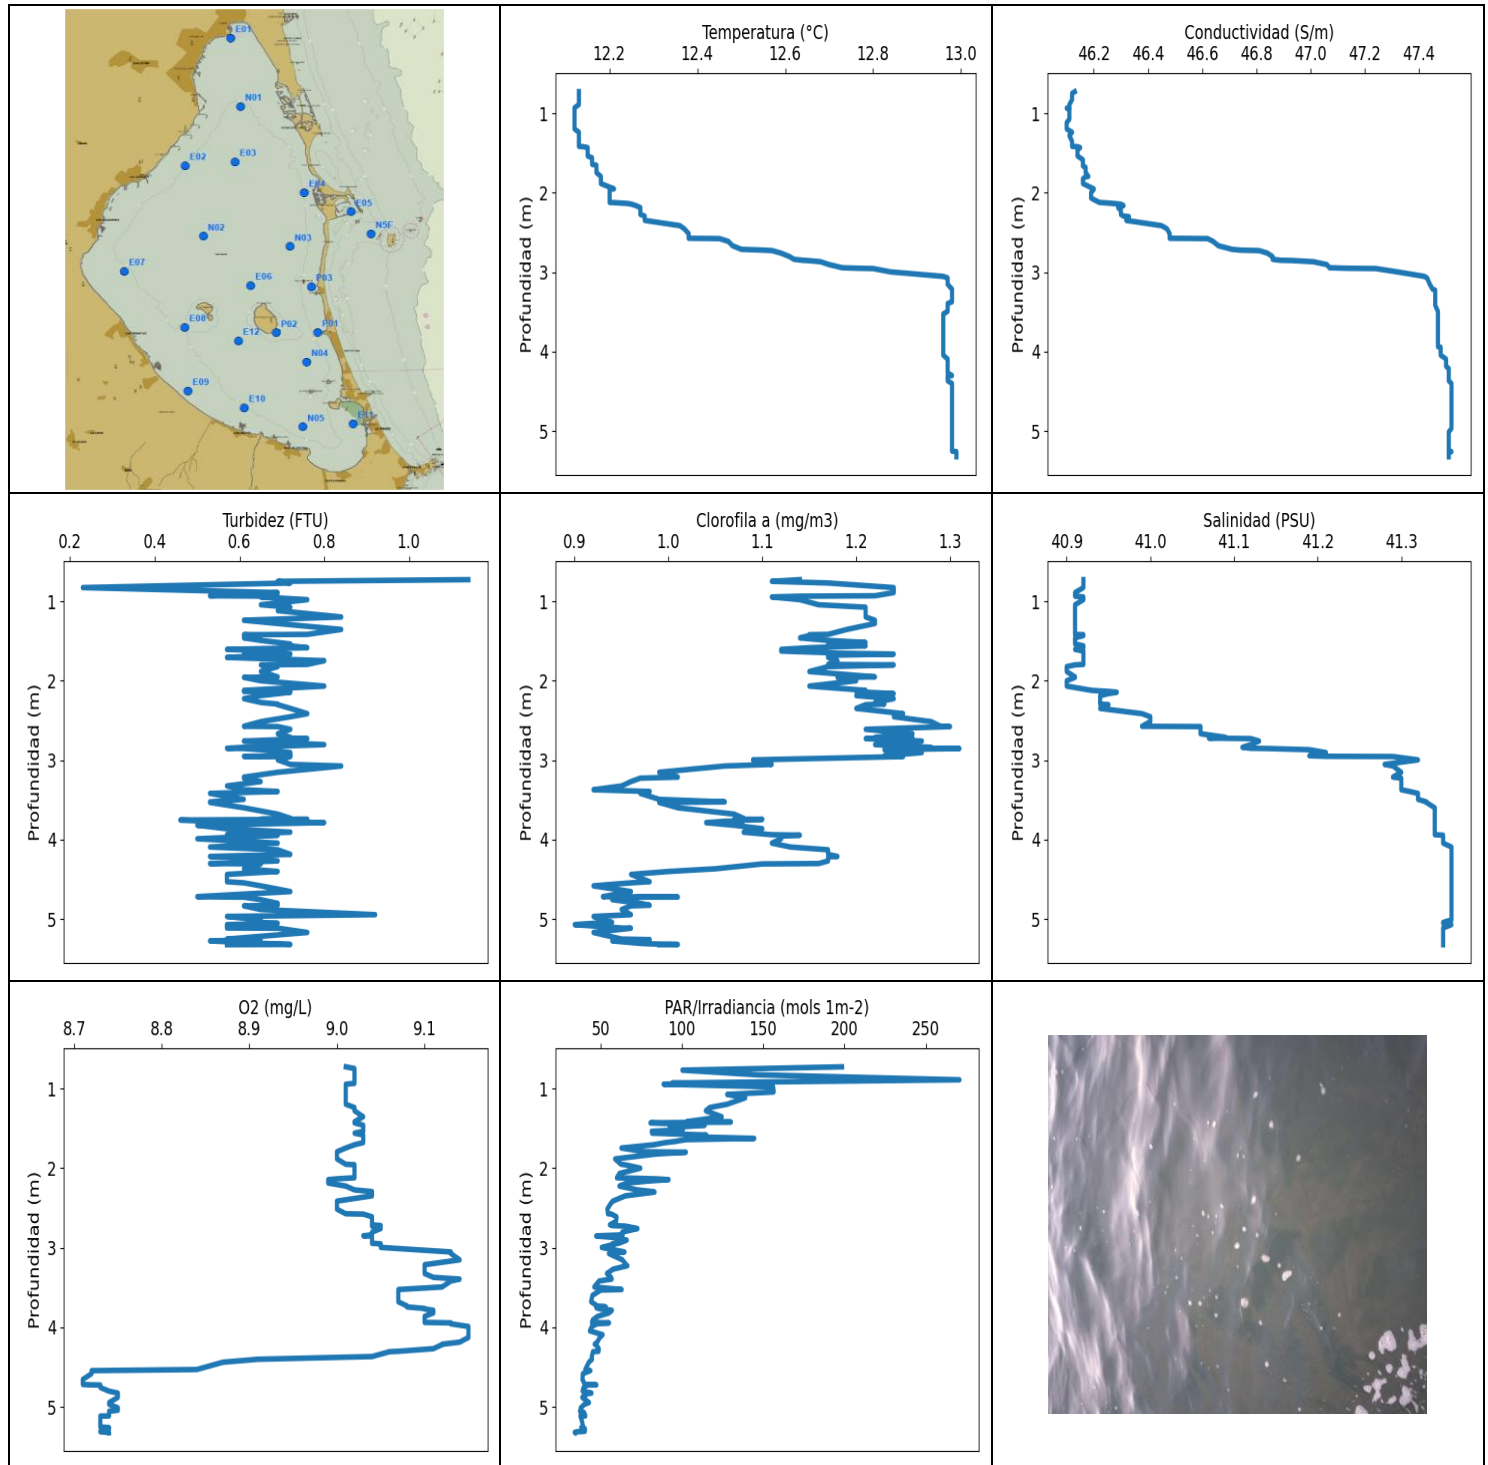 E01
N01
E02
E03
E04
E05
N5F
N02
N03
E07
E06
P03
E08
E12
P02
P01
N04
E09
E10
N05
E11
Temperatura (°C)
12.2 12.4 12.6 12.8 13.0
Profundidad (m)
1
2
3
4
5
Conductividad (S/m)
46.2 46.4 46.6 46.8 47.0 47.2 47.4
Profundidad (m)
1
2
3
4
5
Turbidez (FTU)
0.2 0.4 0.6 0.8 1.0
Profundidad (m)
1
2
3
4
5
Clorofila a (mg/m3)
0.9 1.0 1.1 1.2 1.3
Profundidad (m)
1
2
3
4
5
Salinidad (PSU)
40.9 41.0 41.1 41.2 41.3
Profundidad (m)
1
2
3
4
5
O2 (mg/L)
8.7 8.8 8.9 9.0 9.1
Profundidad (m)
1
2
3
4
5
PAR/Irradiancia (mols 1m-2)
50 100 150 200 250
Profundidad (m)
1
2
3
4
5